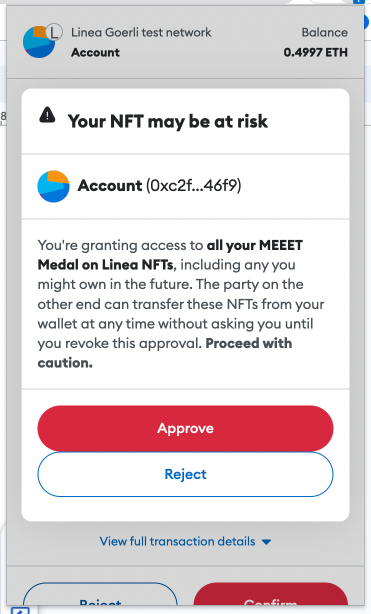 L Linea Goerli test network Balance
Account 0.4997 ETH
8
Your NFT may be at risk
Account (0xc2f...46f9)
You're granting access to all your MEEET
Medal on Linea NFTs, including any you
might own in the future. The party on the
other end can transfer these NFTs from your
wallet at any time without asking you until
you revoke this approval. Proceed with
caution.
Approve
Reject
View full transaction details
Reject Confirm